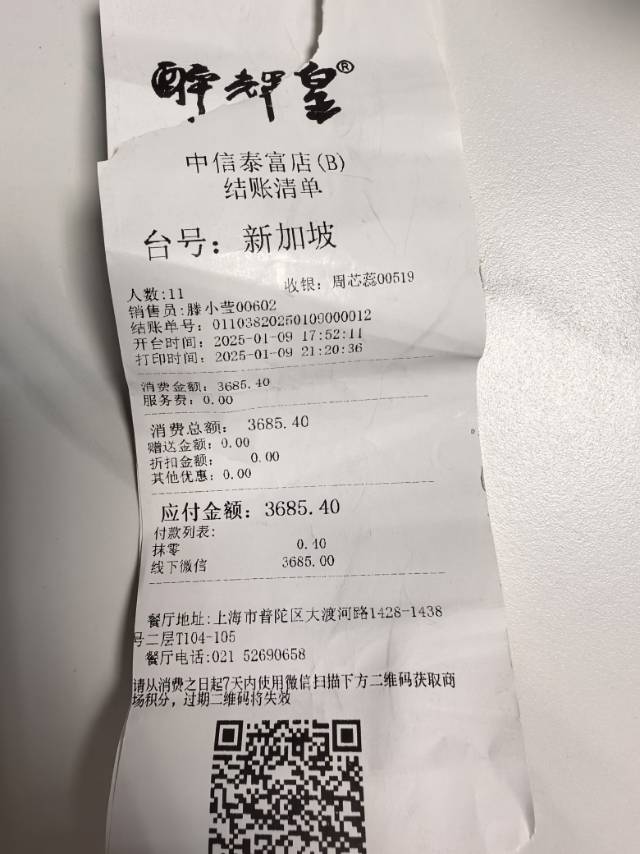 醉辉皇®
中信泰富店(B)
结账清单
台号：新加坡
人数:11
收银：周芯蕊00519
销售员:滕小莹00602
结账单号：01103820250109000012
开台时间：2025-01-09 17:52:11
打印时间：2025-01-09 21:20:36
消费金额：3685.40
服务费：0.00
消费总额： 3685.40
赠送金额：0.00
折扣金额： 0.00
其他优惠：0.00
应付金额：3685.40
付款列表：
抹零 0.40
线下微信 3685.00
餐厅地址:上海市普陀区大渡河路1428-1438
号二层T104-105
餐厅电话:021 52690658
请从消费之日起7天内使用微信扫描下方二维码获取商
场积分，过期二维码将失效